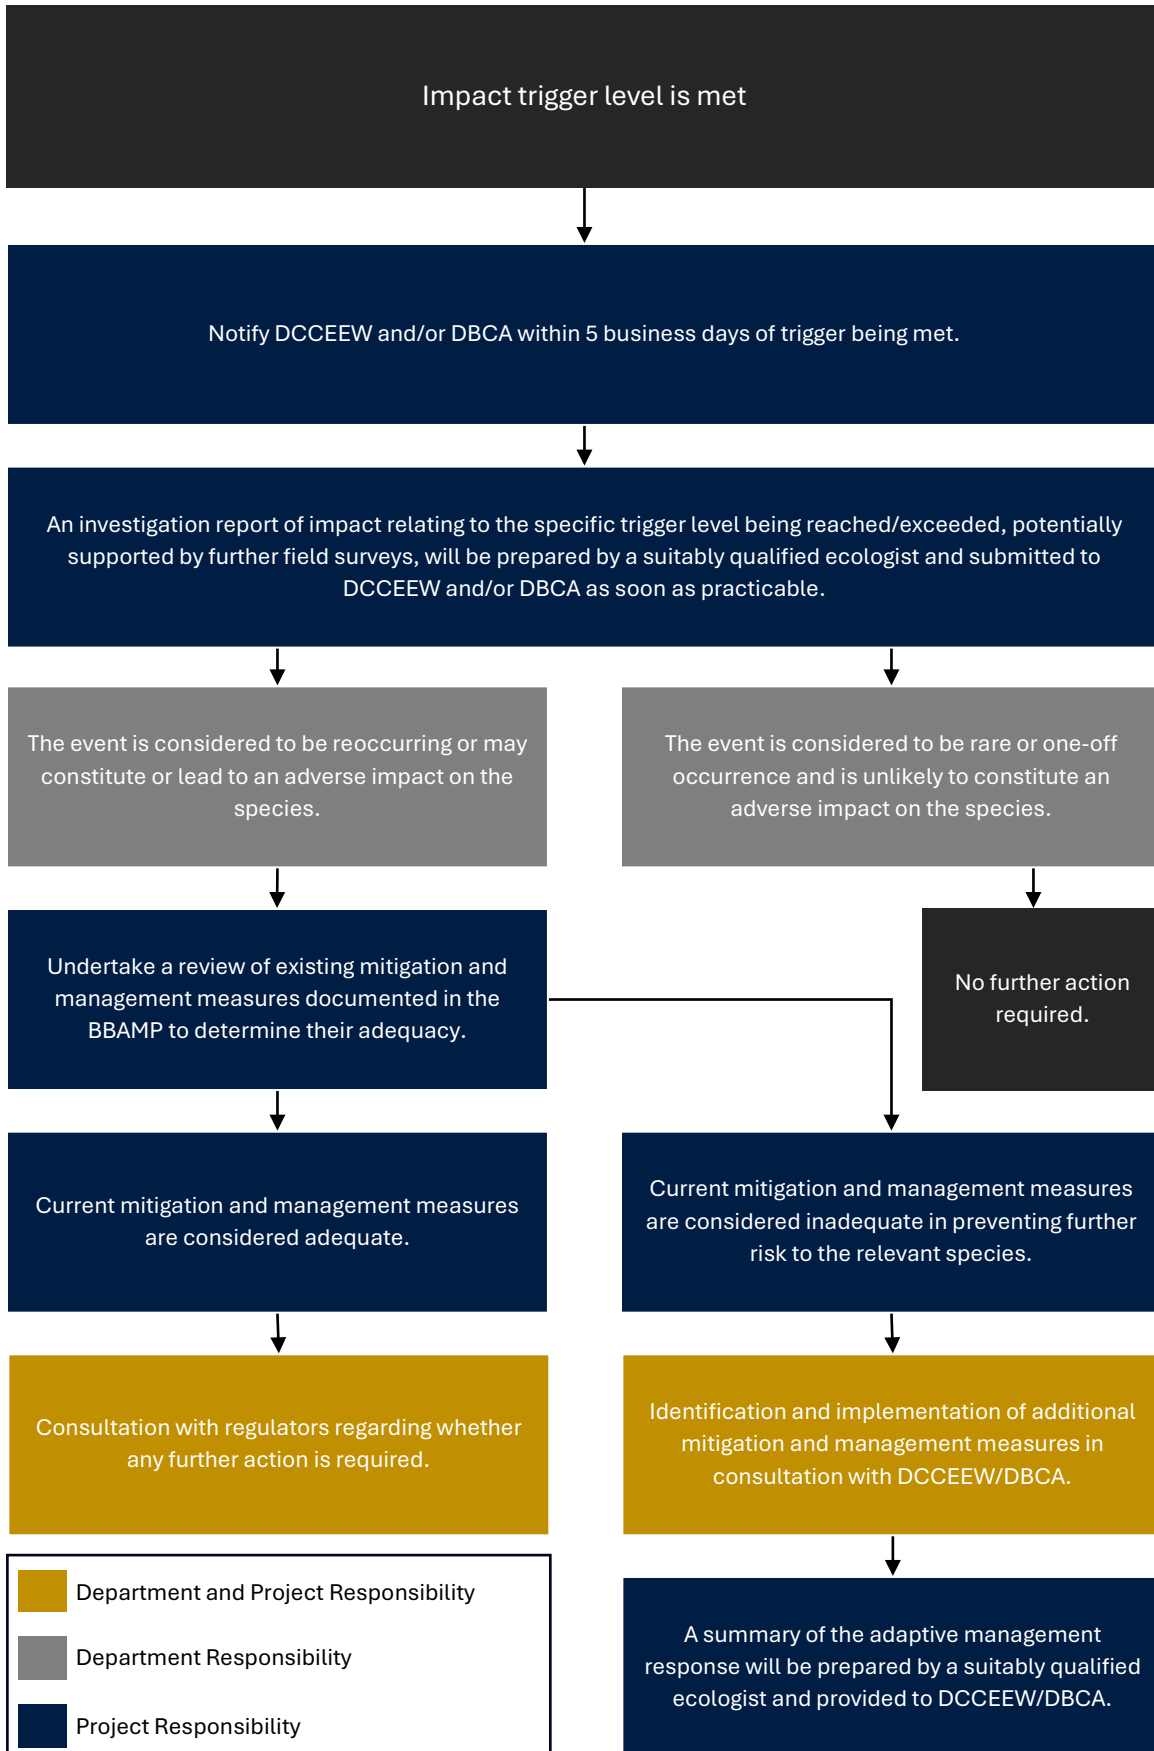 Impact trigger level is met
Notify DCCEEW and/or DBCA within 5 business days of trigger being met.
An investigation report of impact relating to the specific trigger level being reached/exceeded, potentially
supported by further field surveys, will be prepared by a suitably qualified ecologist and submitted to
DCCEEW and/or DBCA as soon as practicable.
The event is considered to be reoccurring or may
constitute or lead to an adverse impact on the
species.
The event is considered to be rare or one-off
occurrence and is unlikely to constitute an
adverse impact on the species.
Undertake a review of existing mitigation and
management measures documented in the
BBAMP to determine their adequacy.
No further action
required.
Current mitigation and management measures
are considered adequate.
Current mitigation and management measures
are considered inadequate in preventing further
risk to the relevant species.
Consultation with regulators regarding whether
any further action is required.
Identification and implementation of additional
mitigation and management measures in
consultation with DCCEEW/DBCA.
Department and Project Responsibility
Department Responsibility
Project Responsibility
A summary of the adaptive management
response will be prepared by a suitably qualified
ecologist and provided to DCCEEW/DBCA.